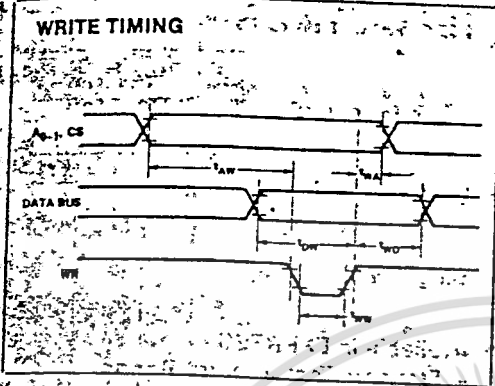 WRITE TIMING
A0-1, CS
tAW
tWA
DATA BUS
tDW
tWD
WR
tWW